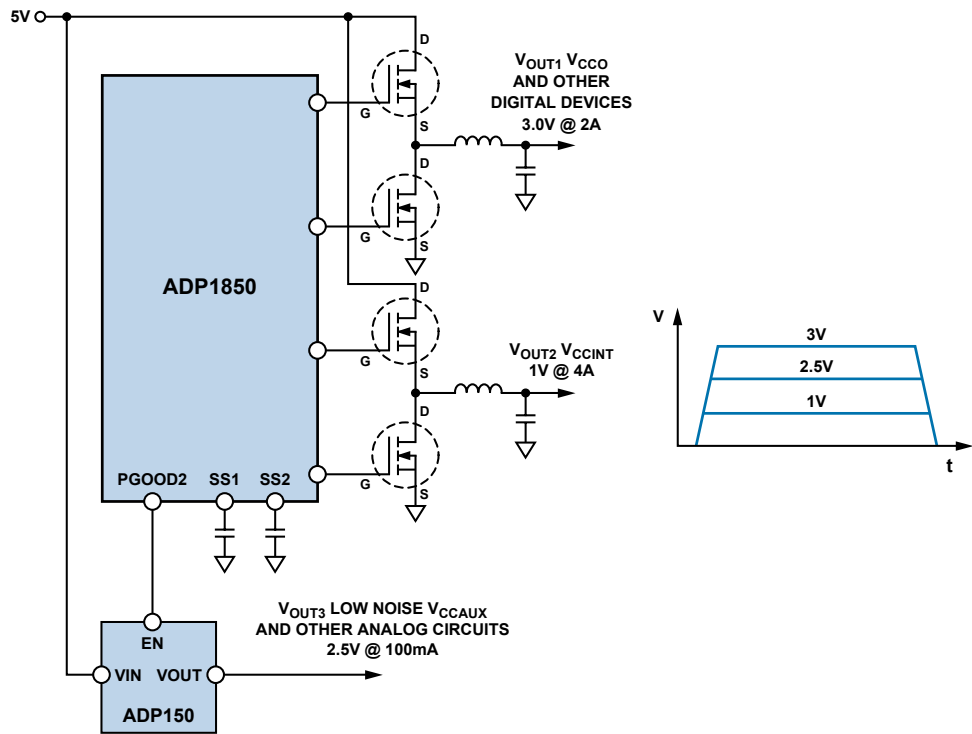 5V
D
G
S
D
G
S
VOUT1 VCCO
AND OTHER
DIGITAL DEVICES
3.0V @ 2A
ADP1850
D
G
S
D
G
S
VOUT2 VCCINT
1V @ 4A
PGOOD2 SS1 SS2
V
3V
2.5V
1V
t
VOUT3 LOW NOISE VCCAUX
AND OTHER ANALOG CIRCUITS
2.5V @ 100mA
EN
VIN VOUT
ADP150